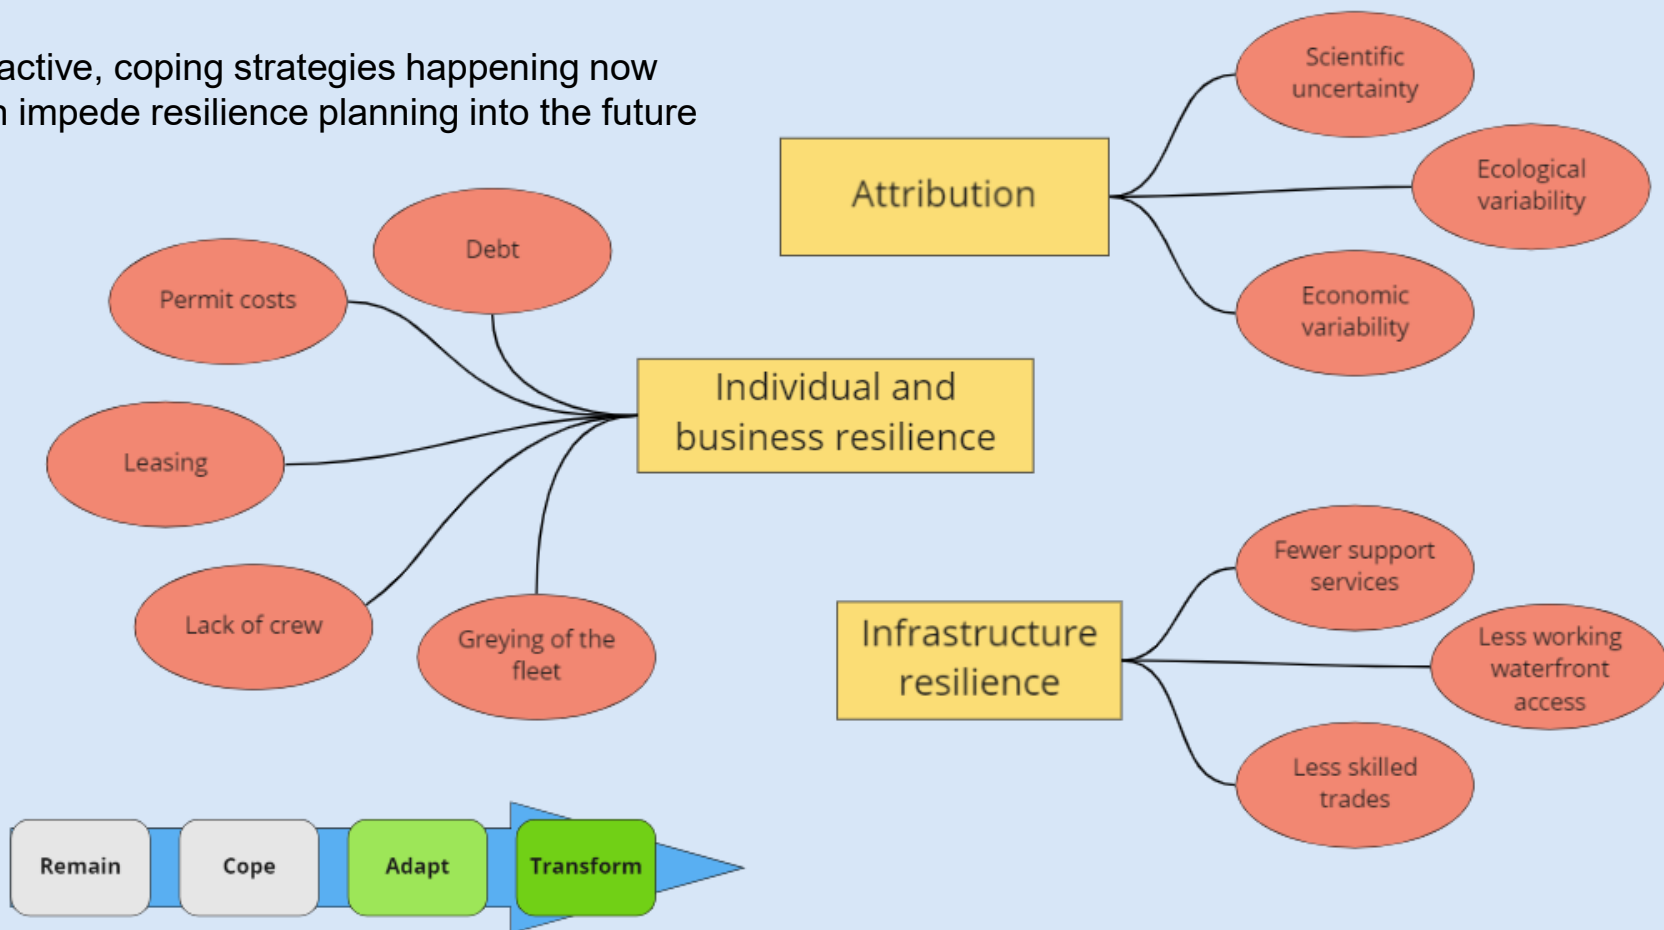 active, coping strategies happening now
impede resilience planning into the future
Scientific
uncertainty
Ecological
variability
Attribution
Economic
variability
Debt
Permit costs
Individual and
business resilience
Leasing
Lack of crew
Greying of the
fleet
Fewer support
services
Infrastructure
resilience
Less working
waterfront
access
Less skilled
trades
Remain
Cope
Adapt
Transform